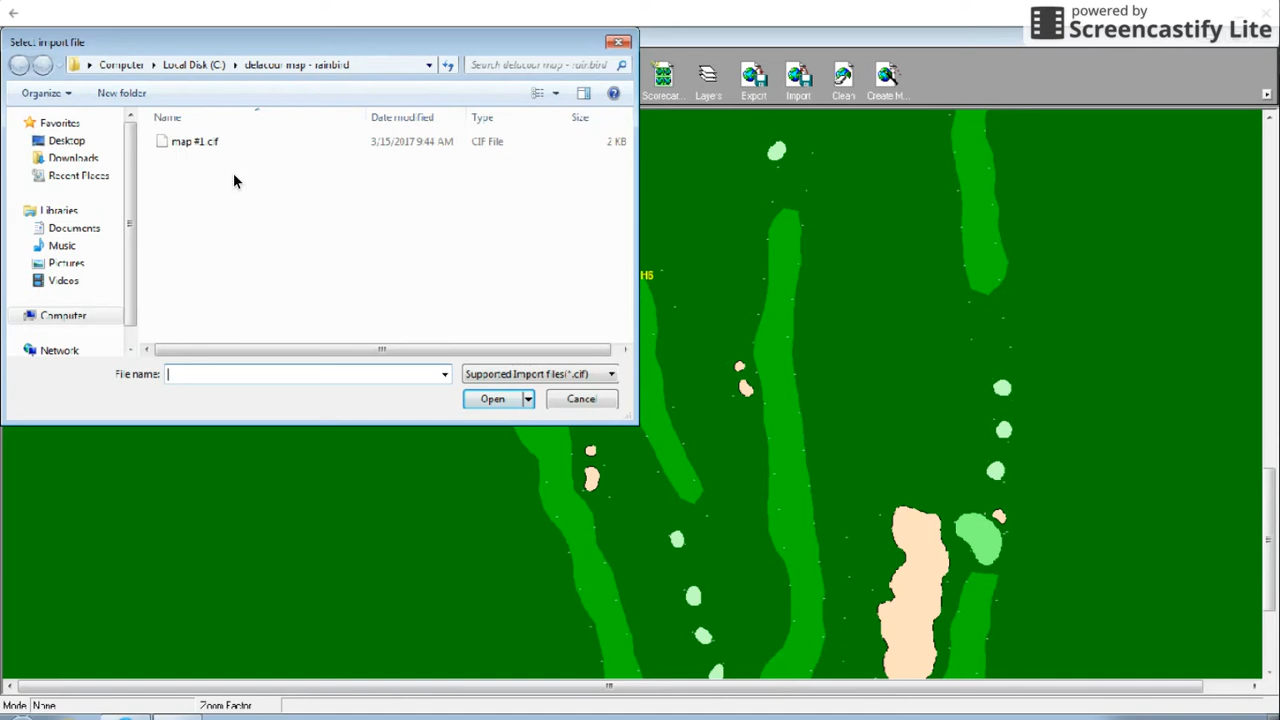 powered by
Screencastify Lite
Select import file
Computer
Local Disk (C:)
delacour map - rainbird
Search delacour map - rainbird
Organize
New folder
Name
Date modified
Type
Size
map #1.cif
3/15/2017 9:44 AM
CIF File
2 KB
Favorites
Desktop
Downloads
Recent Places
Libraries
Documents
Music
Pictures
Videos
Computer
Network
File name:
Supported Import files(*.cif)
Open
Cancel
Scorecar...
Layers
Export
Import
Clean
Create M...
H6
Mode
None
Zoom Factor